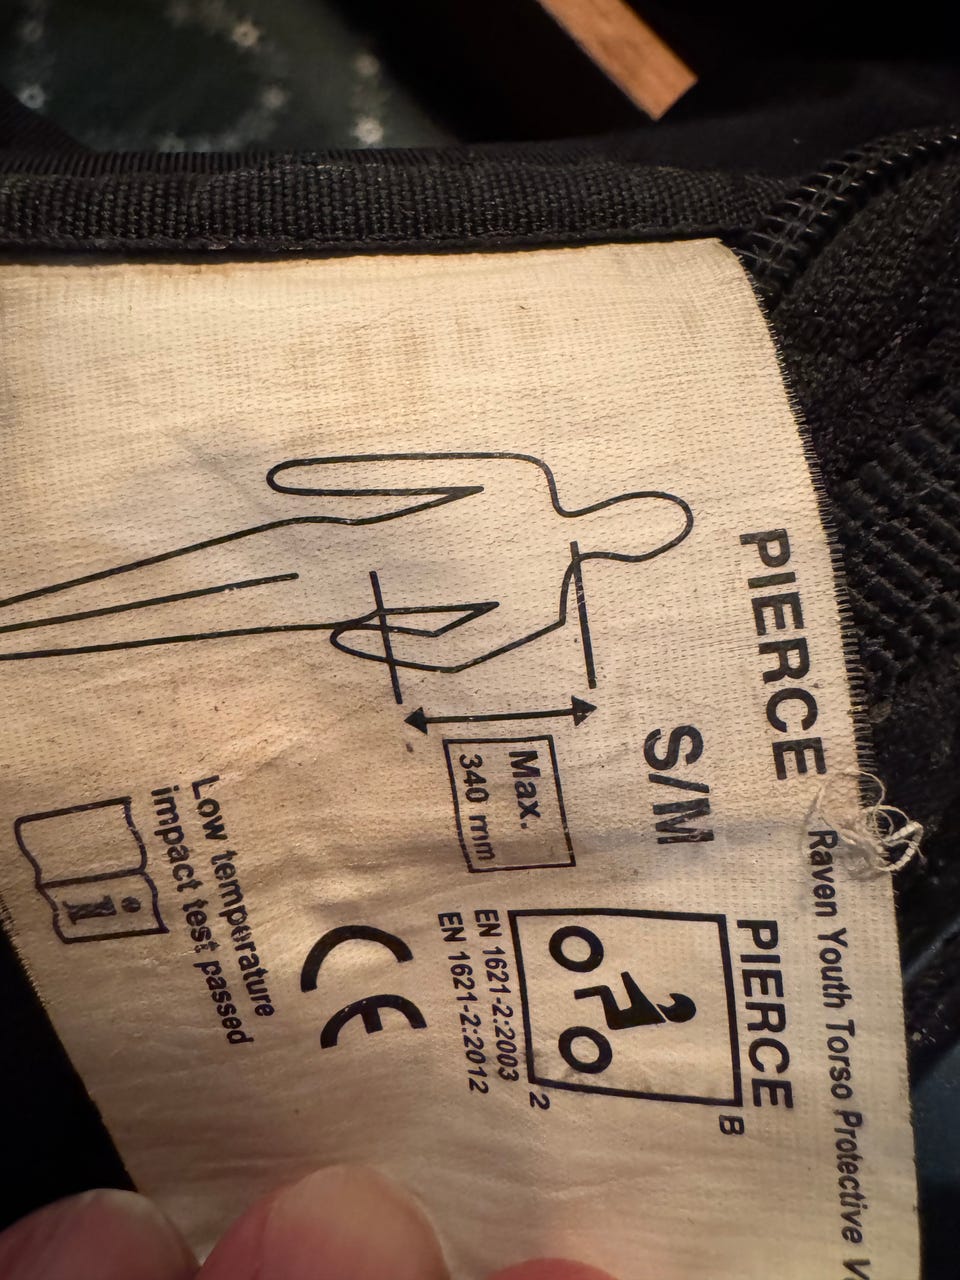 Raven Youth Torso Protective V
PIERCE
S/M
Max.
340 mm
PIERCE
B
2
EN 1621-2:2003
EN 1621-2:2012
CE
Low temporature
impact test passed
i